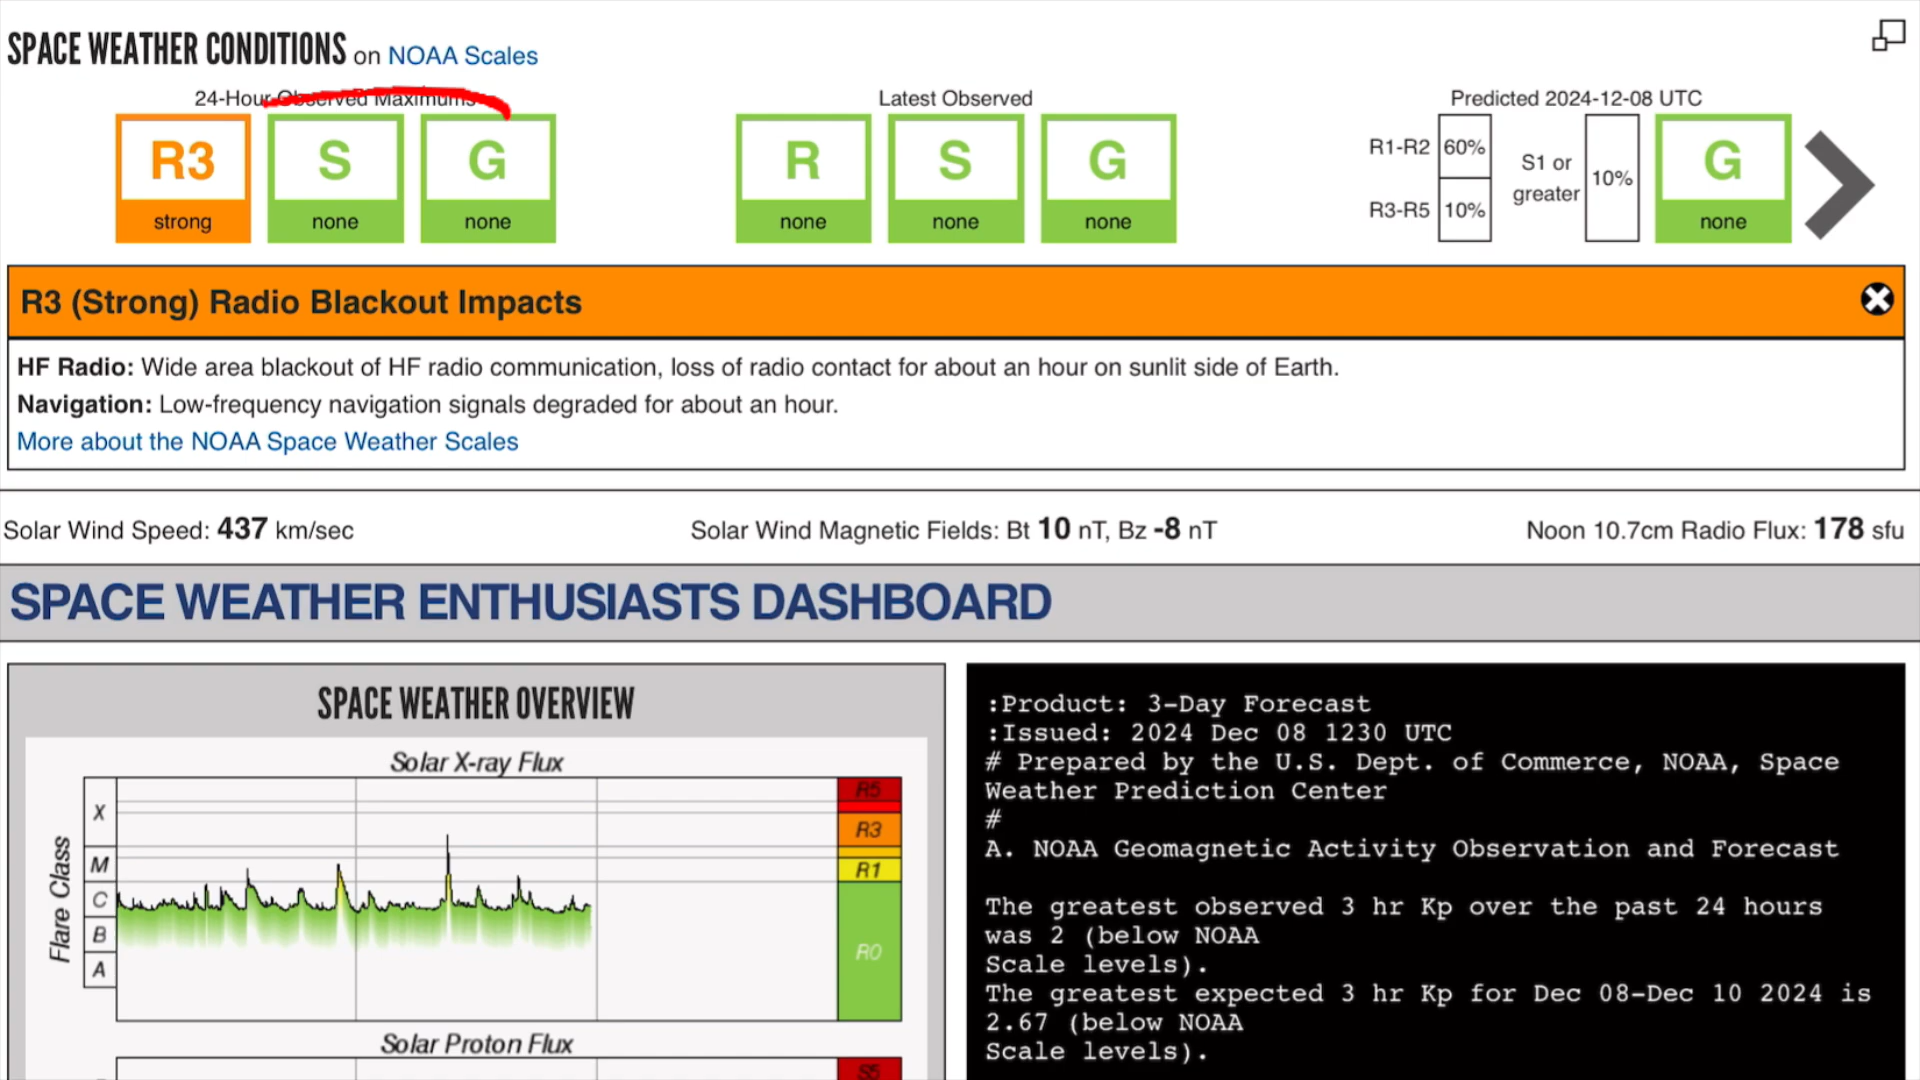 SPACE WEATHER CONDITIONS on NOAA Scales
24-Hour Observed Maximums
R3
strong
S
none
G
none
Latest Observed
R
none
S
none
G
none
Predicted 2024-12-08 UTC
R1-R2 60%
R3-R5 10%
S1 or
greater
10%
G
none
R3 (Strong) Radio Blackout Impacts
HF Radio: Wide area blackout of HF radio communication, loss of radio contact for about an hour on sunlit side of Earth.
Navigation: Low-frequency navigation signals degraded for about an hour.
More about the NOAA Space Weather Scales
Solar Wind Speed: 437 km/sec
Solar Wind Magnetic Fields: Bt 10 nT, Bz -8 nT
Noon 10.7cm Radio Flux: 178 sfu
SPACE WEATHER ENTHUSIASTS DASHBOARD
SPACE WEATHER OVERVIEW
Solar X-ray Flux
Flare Class
X
M
C
B
A
R5
R3
R1
R0
Solar Proton Flux
S5
:Product: 3-Day Forecast
:Issued: 2024 Dec 08 1230 UTC
# Prepared by the U.S. Dept. of Commerce, NOAA, Space
Weather Prediction Center
#
A. NOAA Geomagnetic Activity Observation and Forecast
The greatest observed 3 hr Kp over the past 24 hours
was 2 (below NOAA
Scale levels).
The greatest expected 3 hr Kp for Dec 08-Dec 10 2024 is
2.67 (below NOAA
Scale levels).